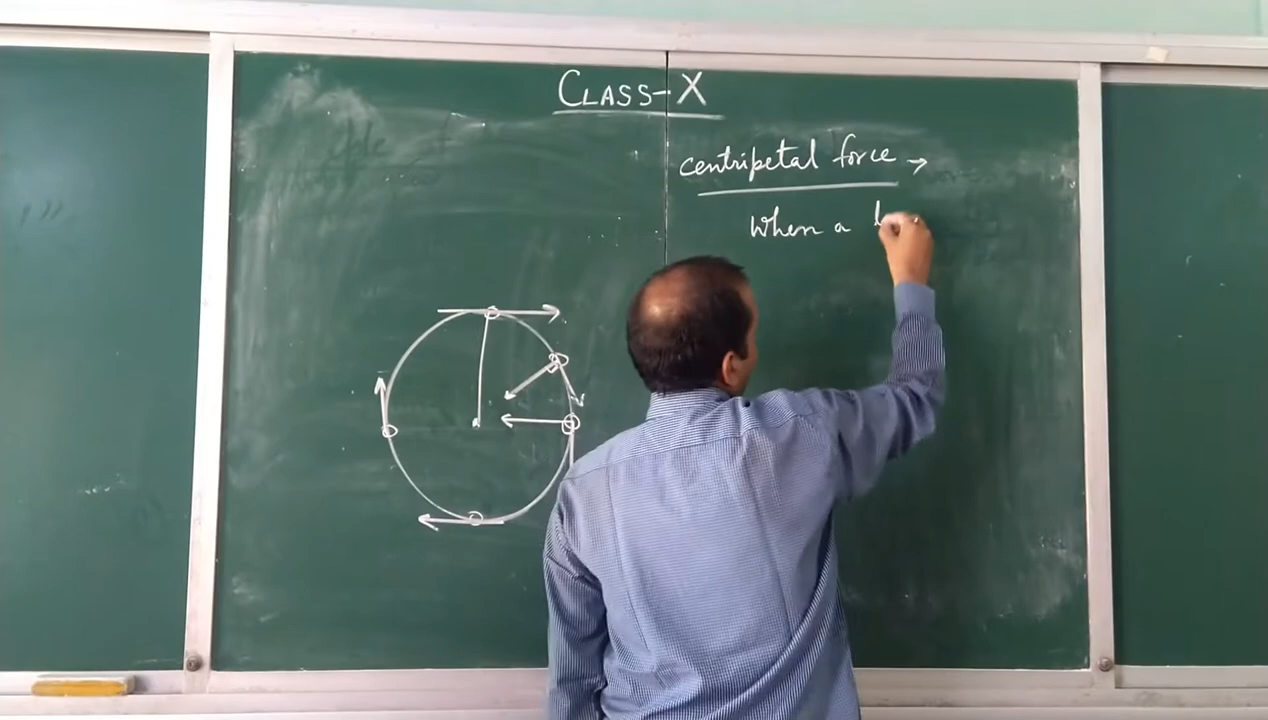 CLASS-X
centripetal force →
When a